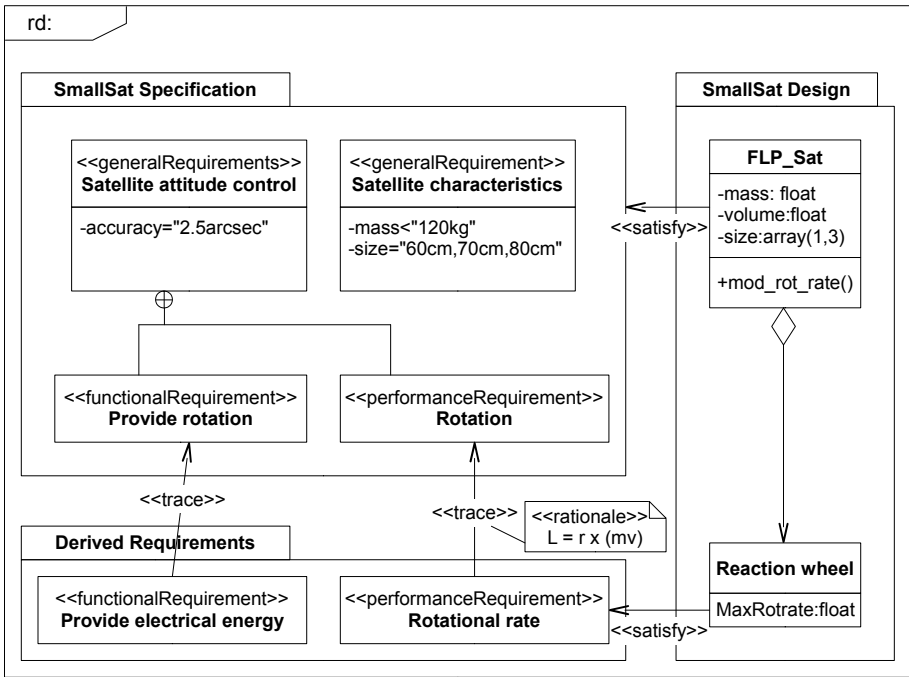 rd:
SmallSat Specification
<<generalRequirements>>
Satellite attitude control
-accuracy="2.5arcsec"
<<generalRequirement>>
Satellite characteristics
-mass<"120kg"
-size="60cm,70cm,80cm"
<<functionalRequirement>>
Provide rotation
<<performanceRequirement>>
Rotation
<<satisfy>>
SmallSat Design
FLP_Sat
-mass: float
-volume:float
-size:array(1,3)
+mod_rot_rate()
<<trace>>
<<trace>>
<<rationale>>
L = r x (mv)
Derived Requirements
<<functionalRequirement>>
Provide electrical energy
<<performanceRequirement>>
Rotational rate
<<satisfy>>
Reaction wheel
MaxRotrate:float